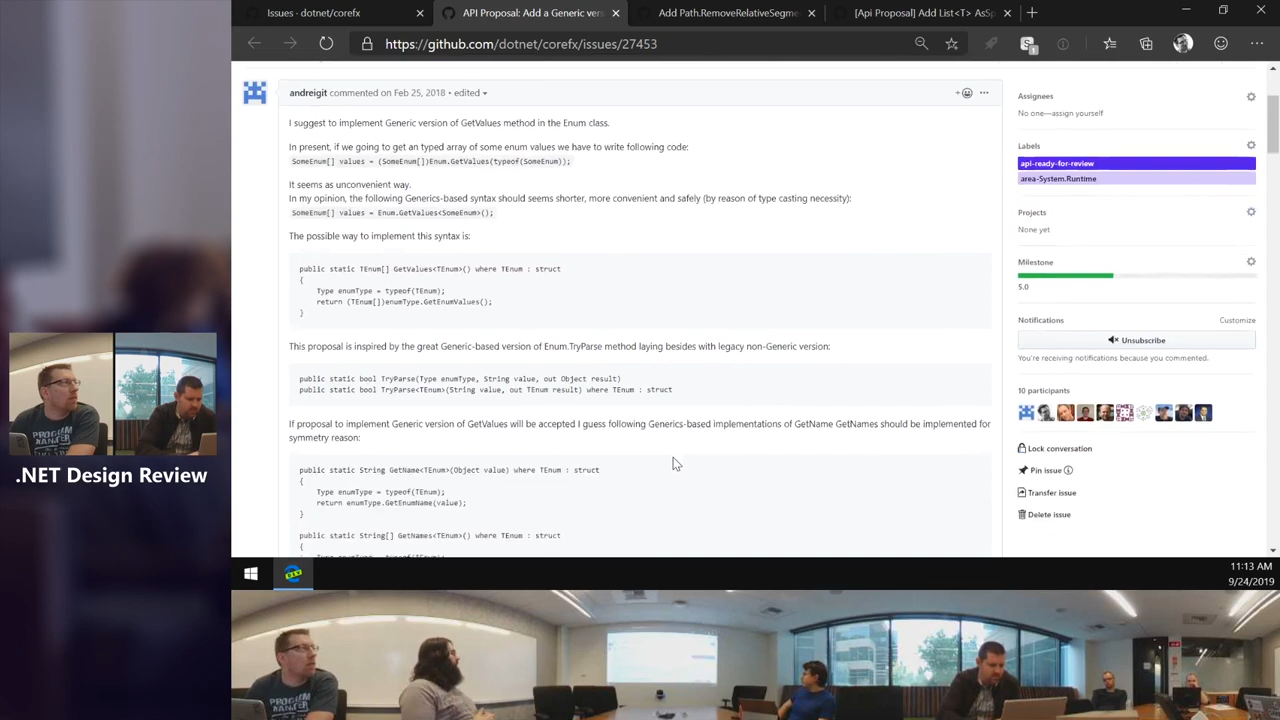 Issues · dotnet/corefx
API Proposal: Add a Generic vers
Add Path.RemoveRelativeSegme
[Api Proposal] Add List<T> AsSp
https://github.com/dotnet/corefx/issues/27453
andreigit commented on Feb 25, 2018 • edited
I suggest to implement Generic version of GetValues method in the Enum class.
In present, if we going to get an typed array of some enum values we have to write following code:
SomeEnum[] values = (SomeEnum[])Enum.GetValues(typeof(SomeEnum));
It seems as unconvenient way.
In my opinion, the following Generics-based syntax should seems shorter, more convenient and safely (by reason of type casting necessity):
SomeEnum[] values = Enum.GetValues<SomeEnum>();
The possible way to implement this syntax is:
public static TEnum[] GetValues<TEnum>() where TEnum : struct
{
Type enumType = typeof(TEnum);
return (TEnum[])enumType.GetEnumValues();
}
This proposal is inspired by the great Generic-based version of Enum.TryParse method laying besides with legacy non-Generic version:
public static bool TryParse(Type enumType, String value, out Object result)
public static bool TryParse<TEnum>(String value, out TEnum result) where TEnum : struct
If proposal to implement Generic version of GetValues will be accepted I guess following Generics-based implementations of GetName GetNames should be implemented for
symmetry reason:
public static String GetName<TEnum>(Object value) where TEnum : struct
{
Type enumType = typeof(TEnum);
return enumType.GetEnumName(value);
}
public static String[] GetNames<TEnum>() where TEnum : struct
{
Type enumType = typeof(TEnum);
Assignees
No one—assign yourself
Labels
api-ready-for-review
area-System.Runtime
Projects
None yet
Milestone
5.0
Notifications
Customize
Unsubscribe
You're receiving notifications because you commented.
10 participants
Lock conversation
Pin issue
Transfer issue
Delete issue
.NET Design Review
11:13 AM
9/24/2019